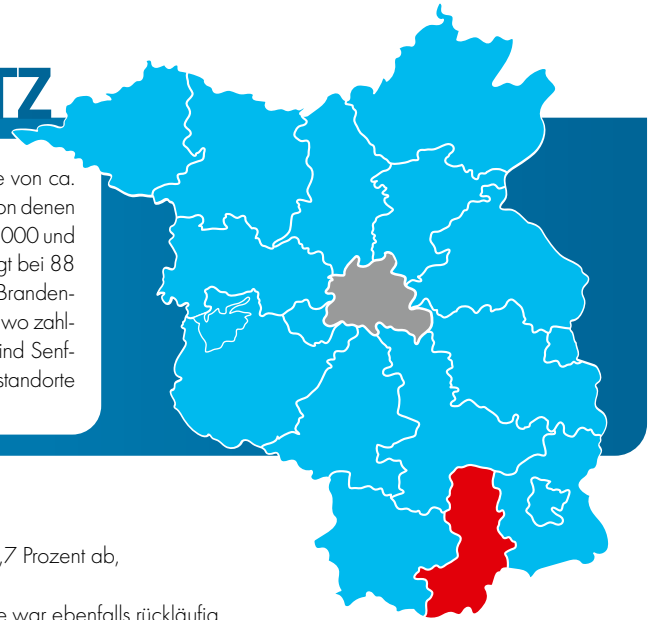 TZ
e von ca.
on denen
000 und
gt bei 88
Branden-
wo zahl-
ind Senf-
standorte
,7 Prozent ab,
e war ebenfalls rückläufig